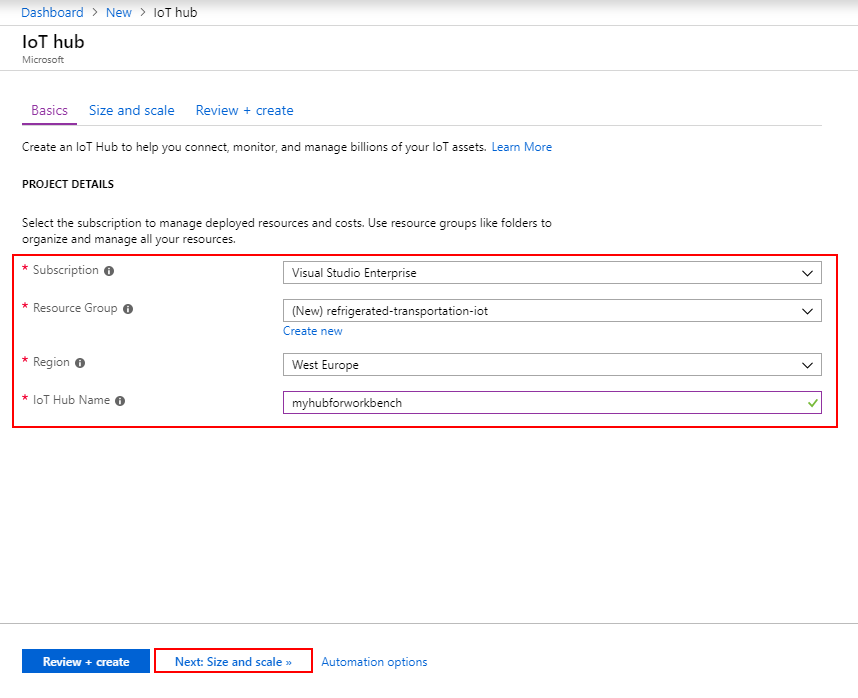 Dashboard > New > IoT hub
IoT hub
Microsoft
Basics Size and scale Review + create
Create an IoT Hub to help you connect, monitor, and manage billions of your IoT assets. Learn More
PROJECT DETAILS
Select the subscription to manage deployed resources and costs. Use resource groups like folders to
organize and manage all your resources.
* Subscription Visual Studio Enterprise
* Resource Group (New) refrigerated-transportation-iot
Create new
* Region West Europe
* IoT Hub Name myhubforworkbench
Review + create Next: Size and scale » Automation options